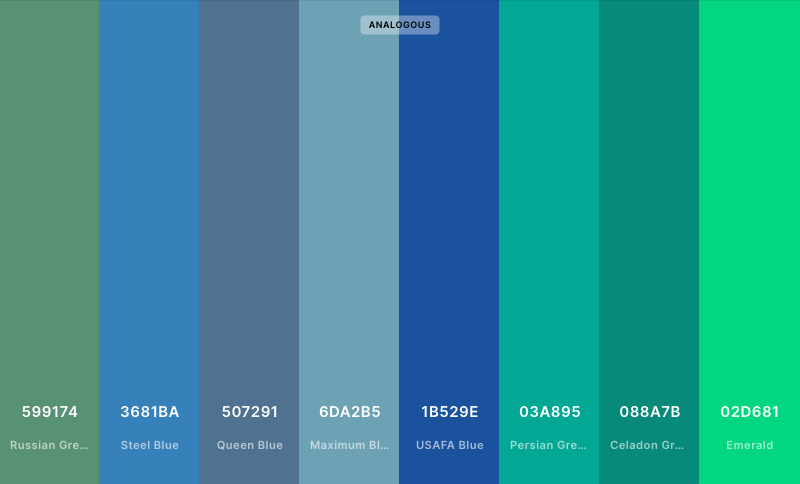 ANALOGOUS
599174 3681BA 507291 6DA2B5 1B529E 03A895 088A7B 02D681
Russian Gre... Steel Blue Queen Blue Maximum Bl... USAFA Blue Persian Gre... Celadon Gr... Emerald